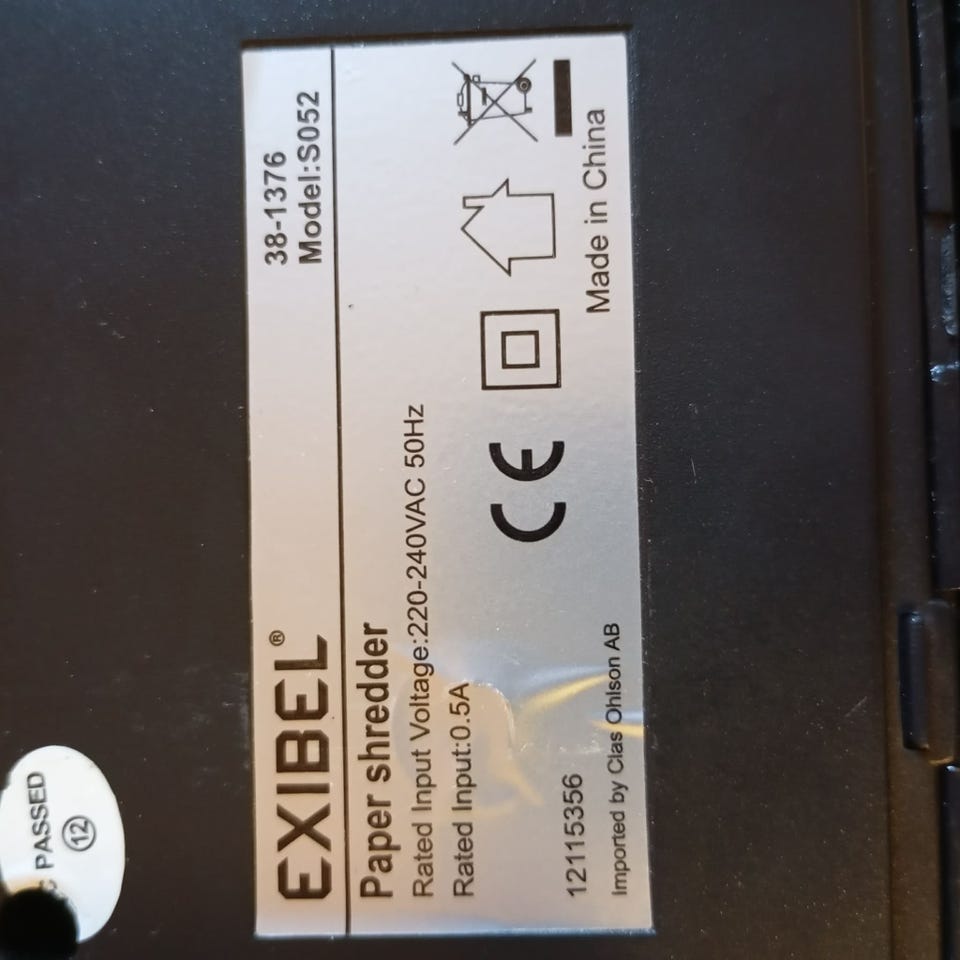 EXIBEL®
38-1376
Model:S052
Paper shredder
Rated Input Voltage:220-240VAC 50Hz
Rated Input:0.5A
CE
12115356
Imported by Clas Ohlson AB
Made in China
PASSED
12